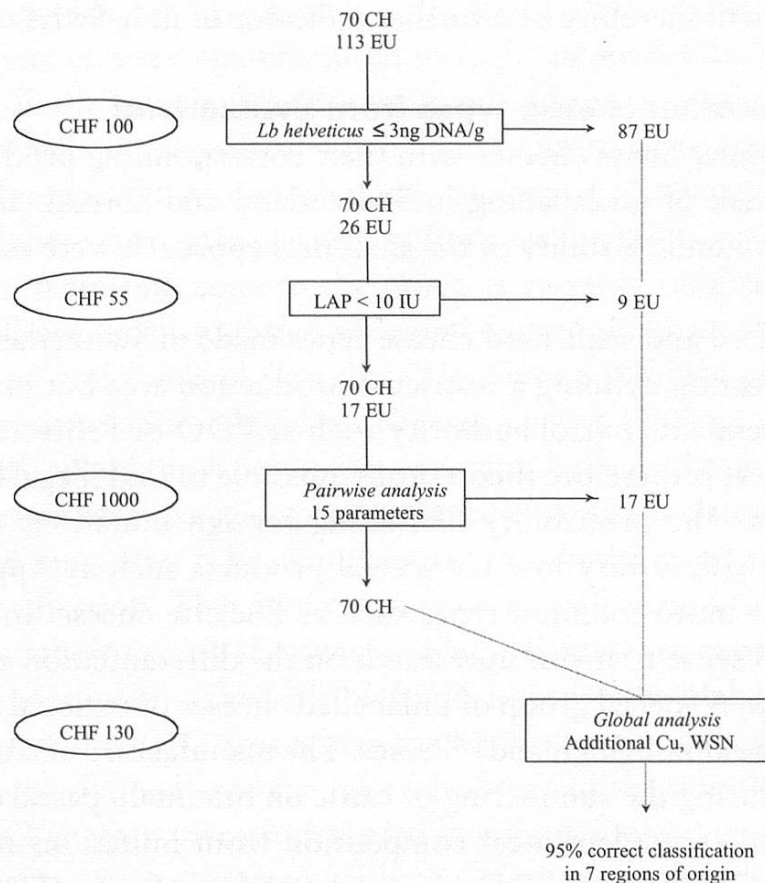 70 CH
113 EU
CHF 100
Lb helveticus ≤ 3ng DNA/g
87 EU
70 CH
26 EU
CHF 55
LAP < 10 IU
9 EU
70 CH
17 EU
CHF 1000
Pairwise analysis
15 parameters
17 EU
70 CH
CHF 130
Global analysis
Additional Cu, WSN
95% correct classification
in 7 regions of origin